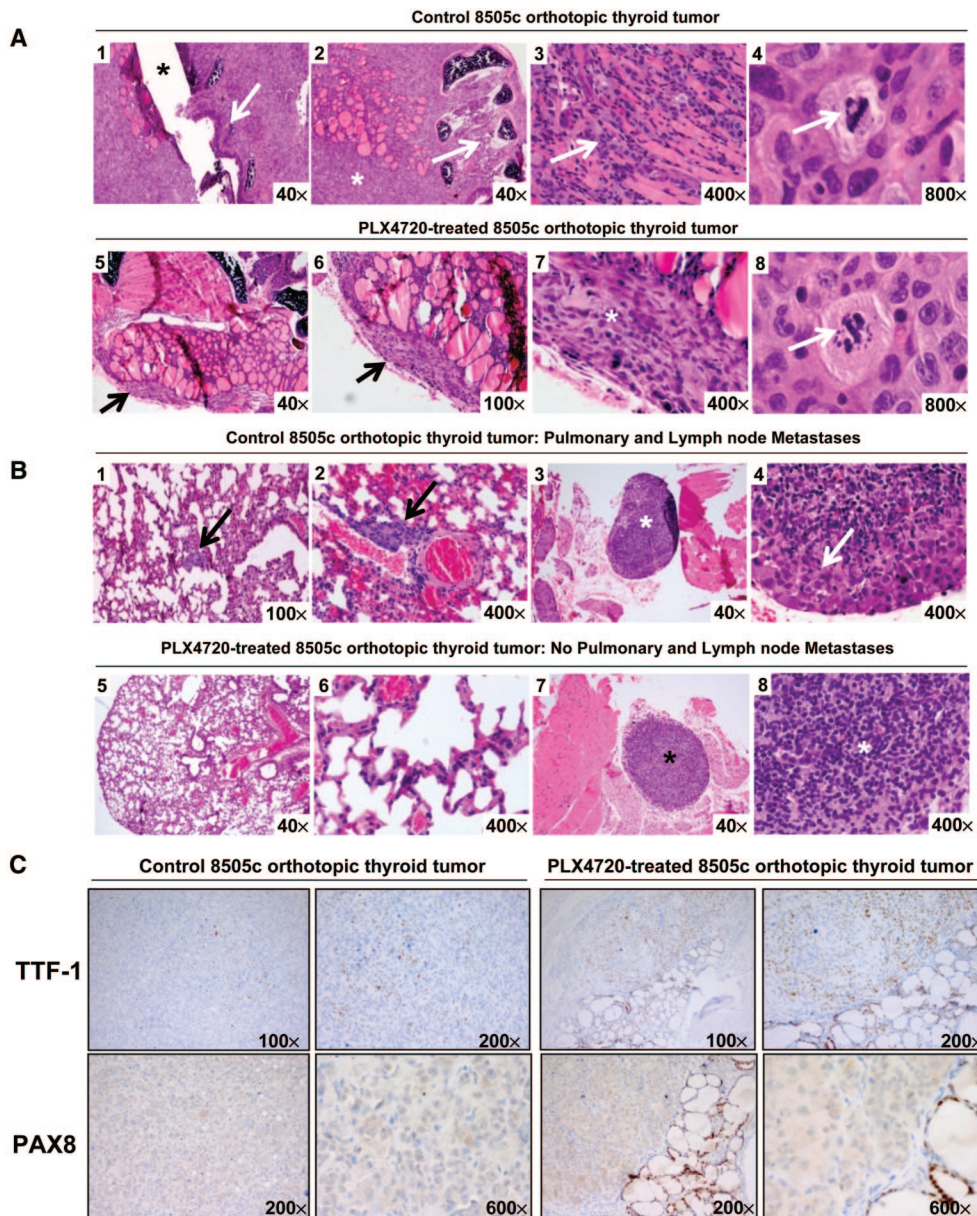 Control 8505c orthotopic thyroid tumor
A
1 2 3 4
* *
40× 40× 400× 800×
PLX4720-treated 8505c orthotopic thyroid tumor
5 6 7 8
*
40× 100× 400× 800×
Control 8505c orthotopic thyroid tumor: Pulmonary and Lymph node Metastases
B
1 2 3 4
*
100× 400× 40× 400×
PLX4720-treated 8505c orthotopic thyroid tumor: No Pulmonary and Lymph node Metastases
5 6 7 8
* *
40× 400× 40× 400×
C
Control 8505c orthotopic thyroid tumor PLX4720-treated 8505c orthotopic thyroid tumor
TTF-1
100× 200× 100× 200×
PAX8
200× 600× 200× 600×